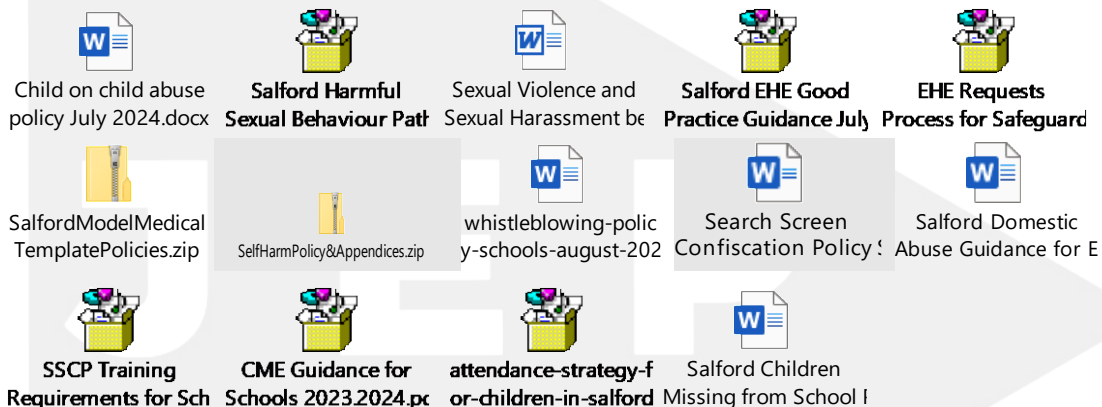 Child on child abuse
policy July 2024.docx
Salford Harmful
Sexual Behaviour Path
Sexual Violence and
Sexual Harassment be
Salford EHE Good
Practice Guidance July
EHE Requests
Process for Safeguard
SalfordModelMedical
TemplatePolicies.zip
SelfHarmPolicy&Appendices.zip
whistleblowing-polic
y-schools-august-202
Search Screen
Confiscation Policy S
Salford Domestic
Abuse Guidance for E
SSCP Training
Requirements for Sch
CME Guidance for
Schools 2023.2024.pd
attendance-strategy-f
or-children-in-salford
Salford Children
Missing from School